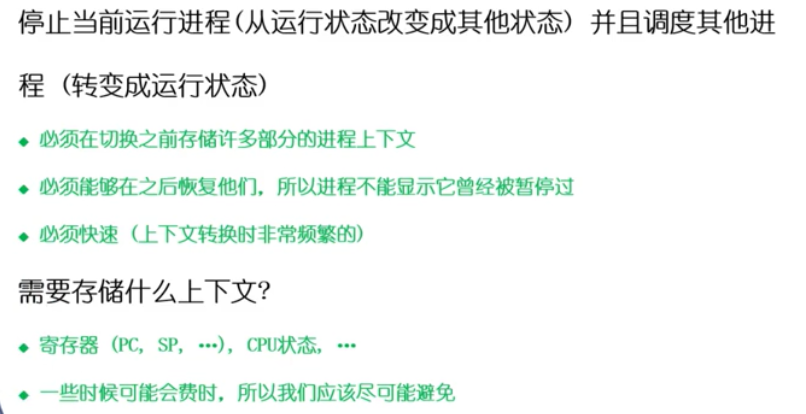 停止当前运行进程(从运行状态改变成其他状态) 并且调度其他进
程 (转变成运行状态)
◆ 必须在切换之前存储许多部分的进程上下文
◆ 必须能够在之后恢复他们, 所以进程不能显示它曾经被暂停过
◆ 必须快速 (上下文转换时非常频繁的)
需要存储什么上下文?
◆ 寄存器 (PC, SP, …), CPU状态, …
◆ 一些时候可能会费时, 所以我们应该尽可能避免